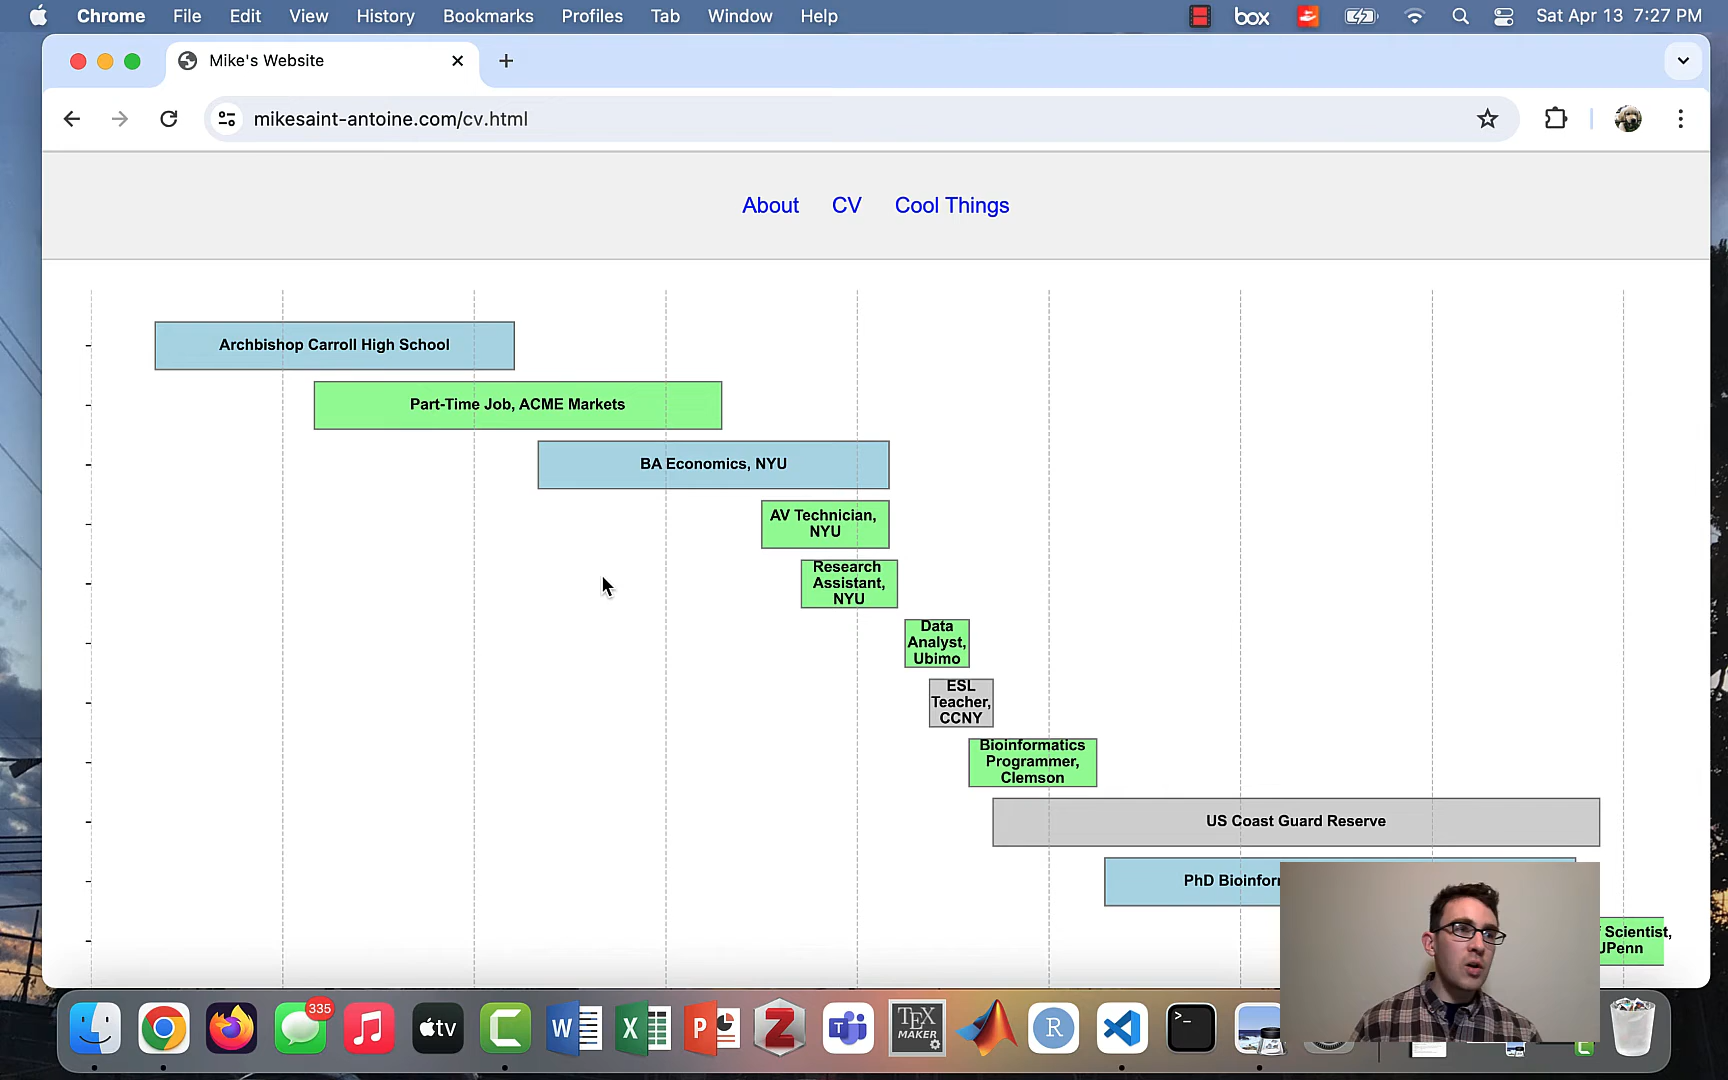 Chrome File Edit View History Bookmarks Profiles Tab Window Help box Sat Apr 13 7:27 PM
Mike's Website
mikesaint-antoine.com/cv.html
About CV Cool Things
Archbishop Carroll High School
Part-Time Job, ACME Markets
BA Economics, NYU
AV Technician,
NYU
Research
Assistant,
NYU
Data
Analyst,
Ubimo
ESL
Teacher,
CCNY
Bioinformatics
Programmer,
Clemson
US Coast Guard Reserve
PhD
Scientist,
335
tv
W
X
P
Z
T
TEX
MAKER
R
>_